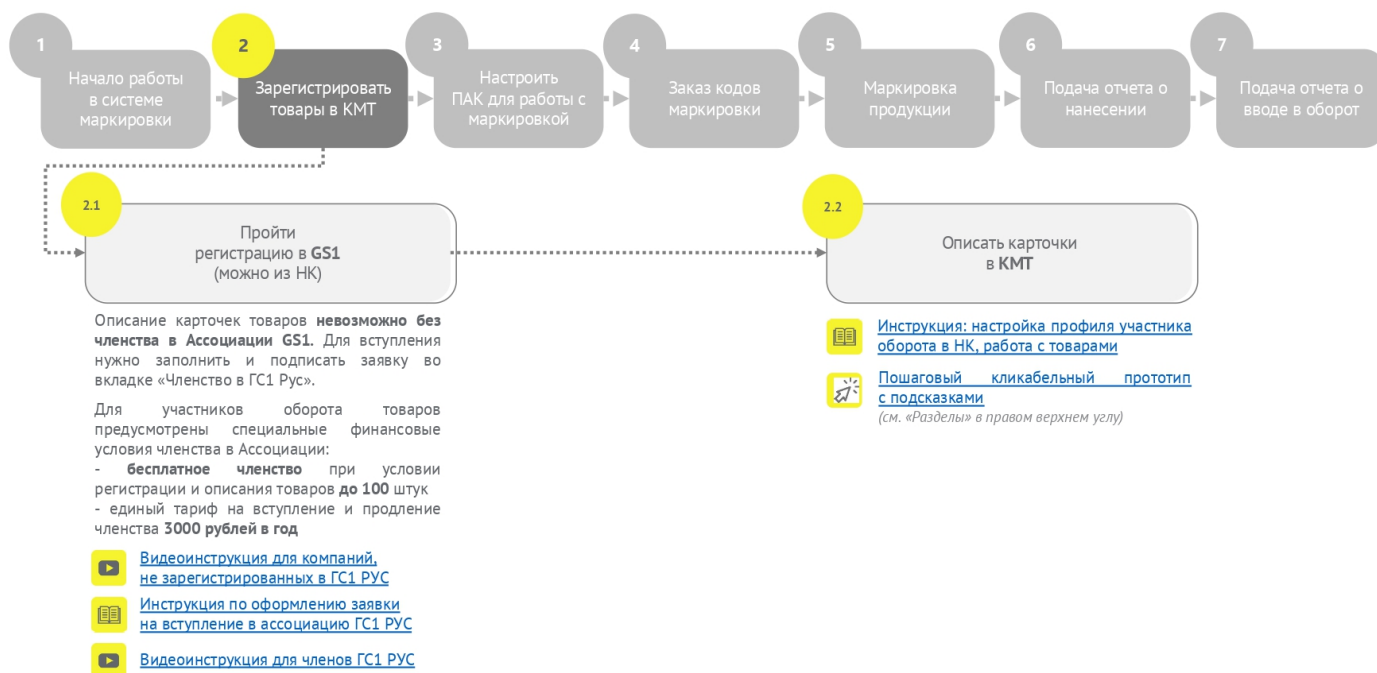 1
Начало работы
в системе
маркировки
2
Зарегистрировать
товары в КМТ
3
Настроить
ПАК для работы с
маркировкой
4
Заказ кодов
маркировки
5
Маркировка
продукции
6
Подача отчета о
нанесении
7
Подача отчета о
вводе в оборот
2.1
Пройти
регистрацию в GS1
(можно из НК)
Описание карточек товаров невозможно без
членства в Ассоциации GS1. Для вступления
нужно заполнить и подписать заявку во
вкладке «Членство в ГС1 Рус».
Для участников оборота товаров
предусмотрены специальные финансовые
условия членства в Ассоциации:
- бесплатное членство при условии
регистрации и описания товаров до 100 штук
- единый тариф на вступление и продление
членства 3000 рублей в год
Видеоинструкция для компаний,
не зарегистрированных в ГС1 РУС
Инструкция по оформлению заявки
на вступление в ассоциацию ГС1 РУС
Видеоинструкция для членов ГС1 РУС
2.2
Описать карточки
в КМТ
Инструкция: настройка профиля участника
оборота в НК, работа с товарами
Пошаговый кликабельный прототип
с подсказками
(см. «Разделы» в правом верхнем углу)